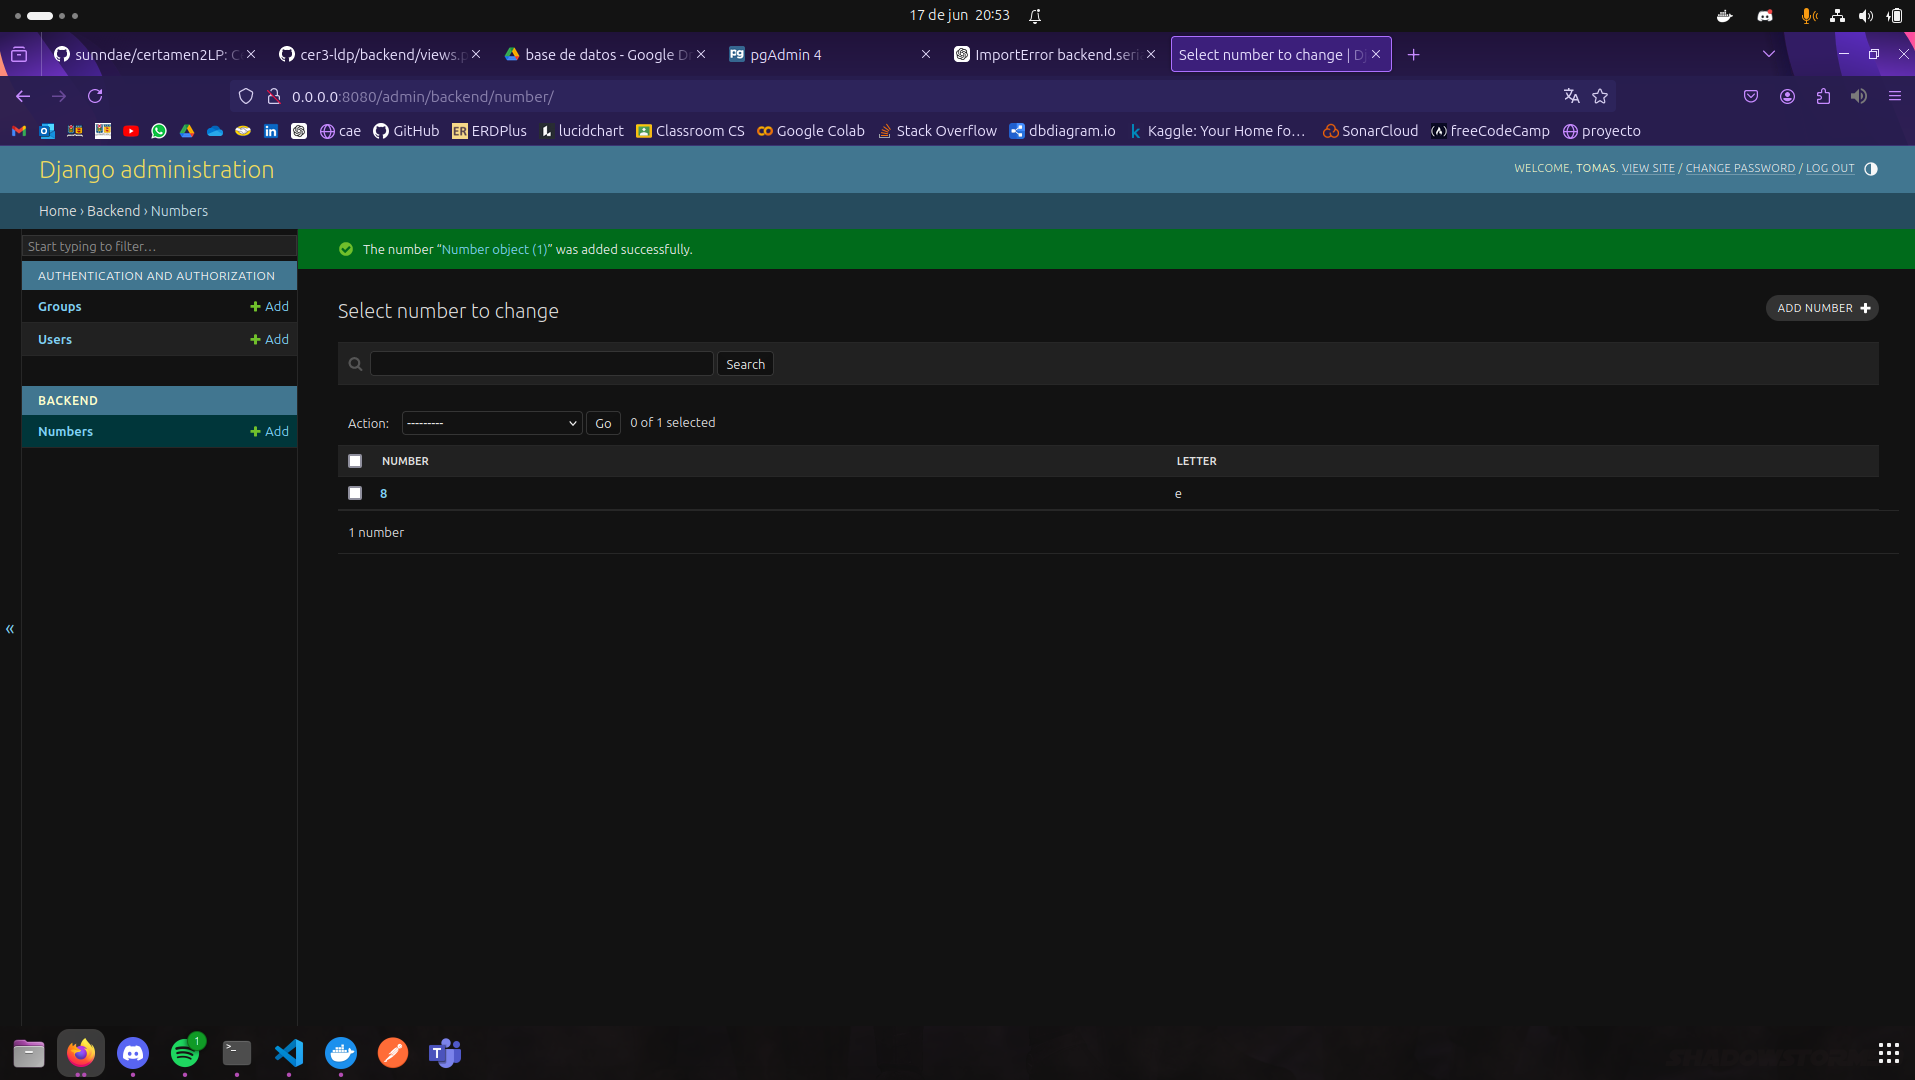 17 de jun 20:53
sunndae/certamen2LP: C
cer3-ldp/backend/views.p
base de datos - Google Dr
pgAdmin 4
ImportError backend.seri
Select number to change | Dj
0.0.0.0:8080/admin/backend/number/
cae
GitHub
ERDPlus
lucidchart
Classroom CS
Google Colab
Stack Overflow
dbdiagram.io
Kaggle: Your Home fo…
SonarCloud
freeCodeCamp
proyecto
Django administration
WELCOME, TOMAS. VIEW SITE / CHANGE PASSWORD / LOG OUT
Home › Backend › Numbers
Start typing to filter…
The number “Number object (1)” was added successfully.
AUTHENTICATION AND AUTHORIZATION
Groups
Add
Users
Add
BACKEND
Numbers
Add
Select number to change
ADD NUMBER
Search
Action:
---------
Go
0 of 1 selected
NUMBER
LETTER
8
e
1 number
«
1